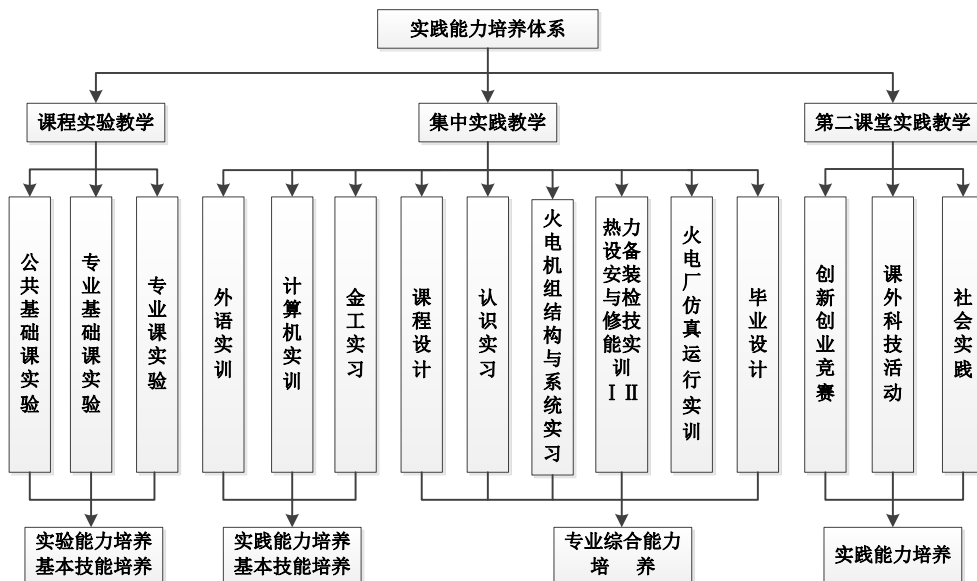 实践能力培养体系
课程实验教学
集中实践教学
第二课堂实践教学
公共基础课实验
专业基础课实验
专业课实验
外语实训
计算机实训
金工实习
课程设计
认识实习
火电机组结构与系统实习
热力
设备
安装
与检
修技
能实
训
Ⅰ Ⅱ
火电厂仿真运行实训
毕业设计
创新创业竞赛
课外科技活动
社会实践
实验能力培养
基本技能培养
实践能力培养
基本技能培养
专业综合能力
培 养
实践能力培养